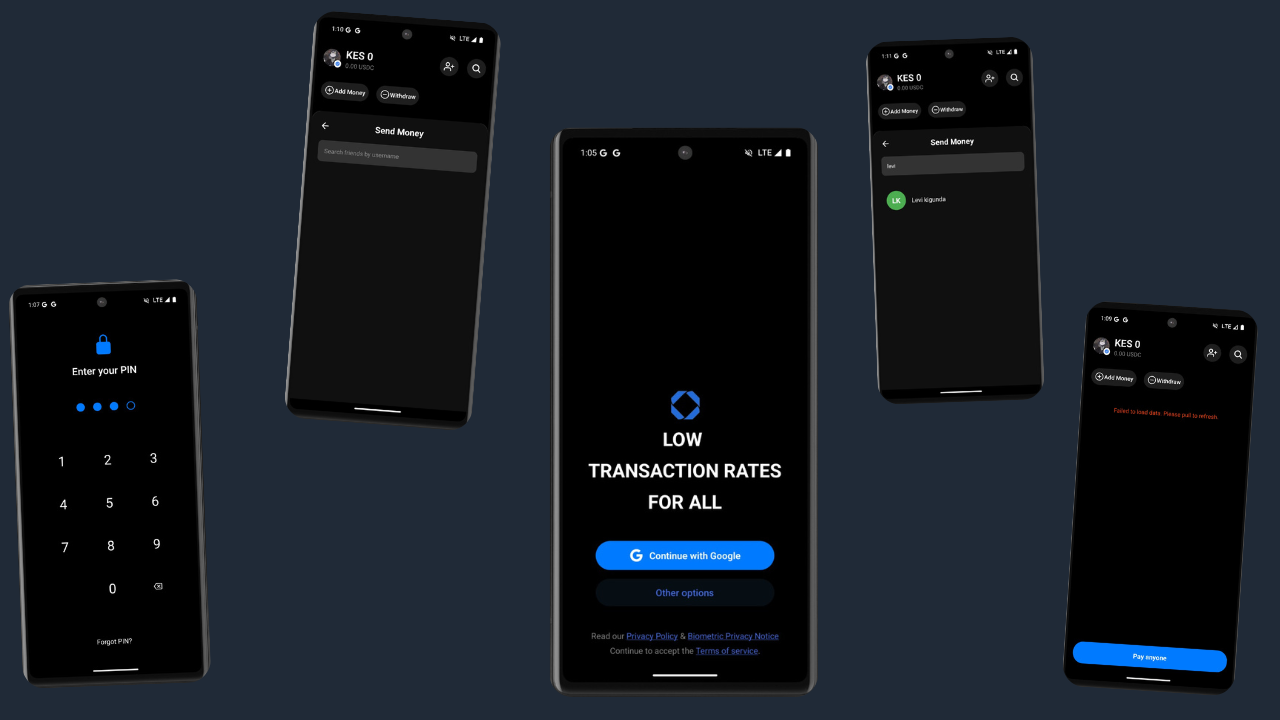 1:07
LTE
Enter your PIN
1 2 3
4 5 6
7 8 9
0
Forgot PIN?
1:10
LTE
KES 0
0.00 USDC
Add Money
Withdraw
Send Money
Search friends by username
1:05
LTE
LOW
TRANSACTION RATES
FOR ALL
Continue with Google
Other options
Read our Privacy Policy & Biometric Privacy Notice
Continue to accept the Terms of service.
1:11
LTE
KES 0
0.00 USDC
Add Money
Withdraw
Send Money
levi
LK
Levi kigunda
1:09
LTE
KES 0
0.00 USDC
Add Money
Withdraw
Failed to load data. Please pull to refresh.
Pay anyone